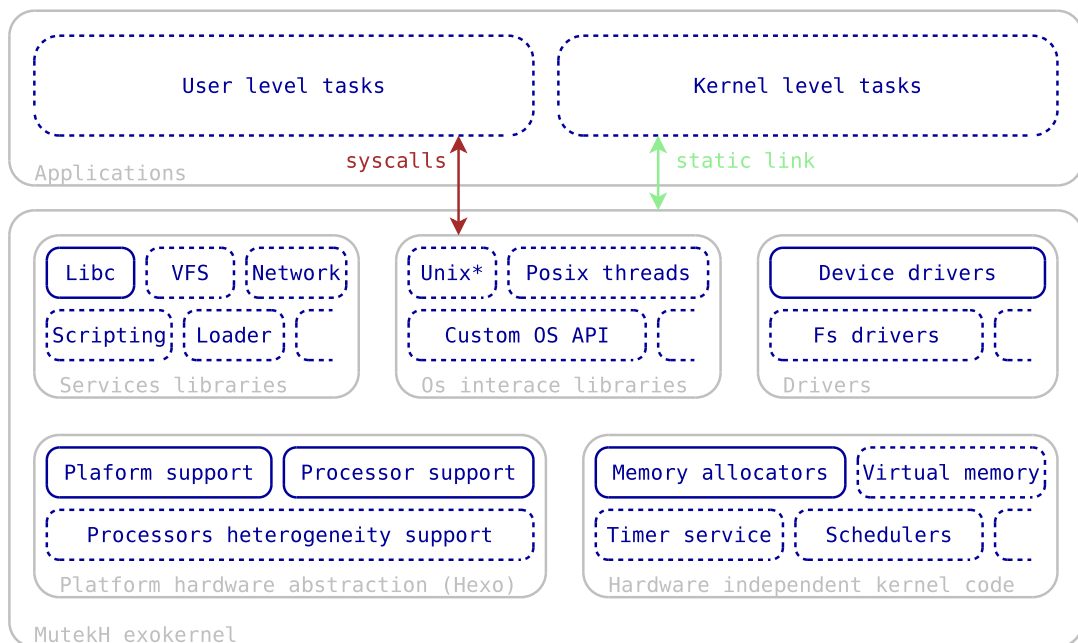 User level tasks
Kernel level tasks
syscalls
static link
Applications
Libc
VFS
Network
Unix*
Posix threads
Device drivers
Scripting
Loader
Custom OS API
Fs drivers
Services libraries
Os interace libraries
Drivers
Plaform support
Processor support
Memory allocators
Virtual memory
Processors heterogeneity support
Timer service
Schedulers
Platform hardware abstraction (Hexo)
Hardware independent kernel code
MutekH exokernel